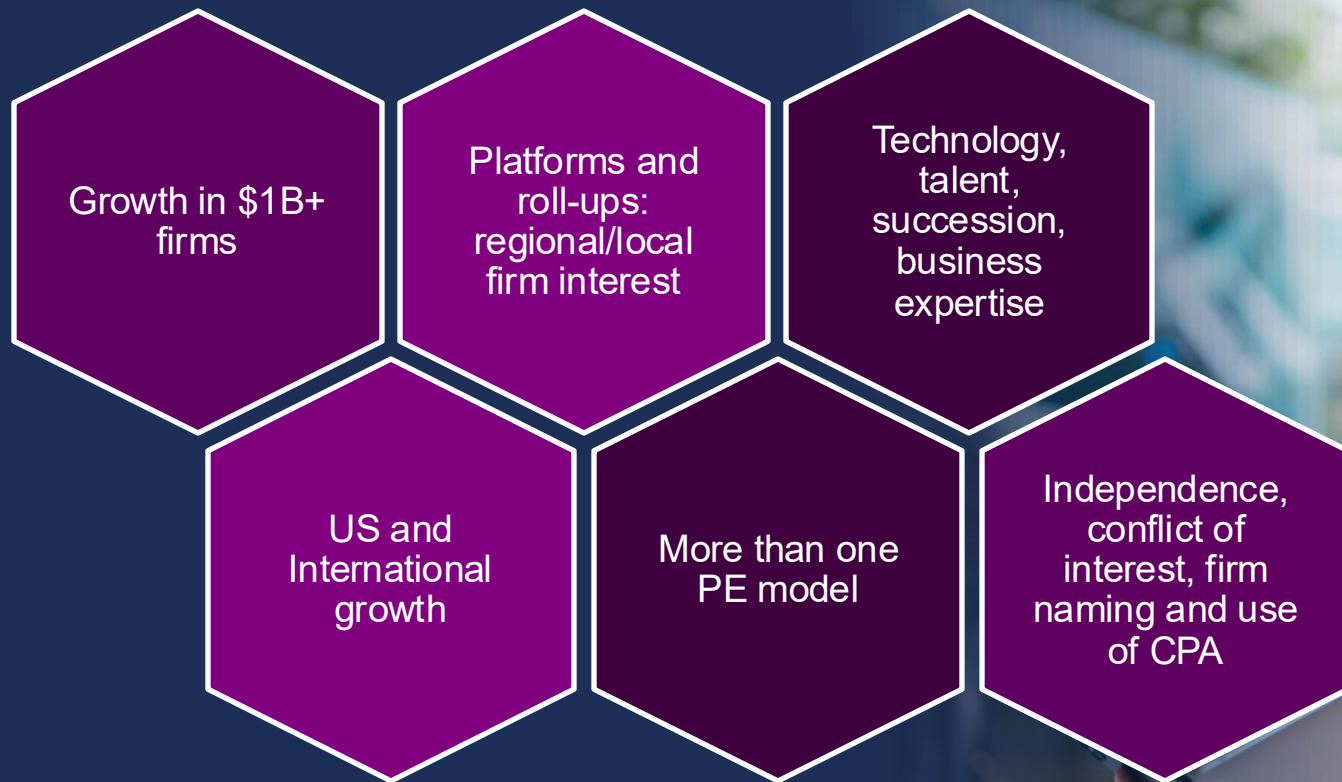 Growth in $1B+
firms
Platforms and
roll-ups:
regional/local
firm interest
Technology,
talent,
succession,
business
expertise
US and
International
growth
More than one
PE model
Independence,
conflict of
interest, firm
naming and use
of CPA